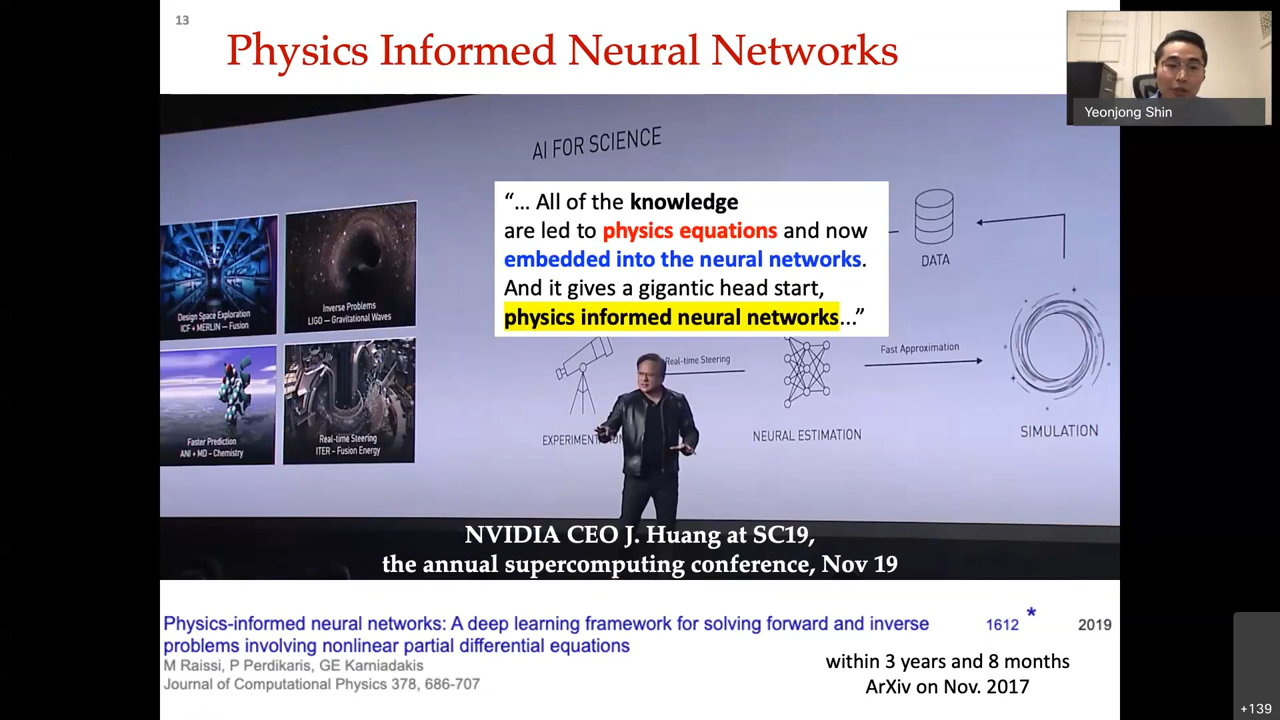 13
Physics Informed Neural Networks
Yeonjong Shin
AI FOR SCIENCE
“... All of the knowledge
are led to physics equations and now
embedded into the neural networks.
And it gives a gigantic head start,
physics informed neural networks...”
DATA
Design Space Exploration
ICF + MERLIN – Fusion
Inverse Problems
LIGO – Gravitational Waves
Real-time Steering
Fast Approximation
Faster Prediction
ANI + MD – Chemistry
Real-time Steering
ITER – Fusion Energy
NEURAL ESTIMATION
SIMULATION
NVIDIA CEO J. Huang at SC19,
the annual supercomputing conference, Nov 19
Physics-informed neural networks: A deep learning framework for solving forward and inverse
problems involving nonlinear partial differential equations
M Raissi, P Perdikaris, GE Karniadakis
Journal of Computational Physics 378, 686-707
1612 *
2019
within 3 years and 8 months
ArXiv on Nov. 2017
+139